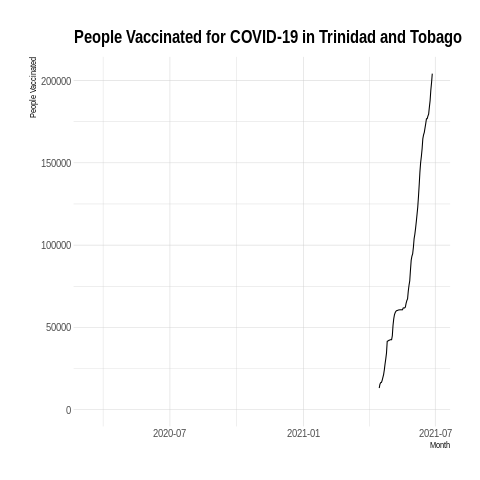 People Vaccinated for COVID-19 in Trinidad and Tobago
People Vaccinated
200000
150000
100000
50000
0
2020-07 2021-01 2021-07
Month